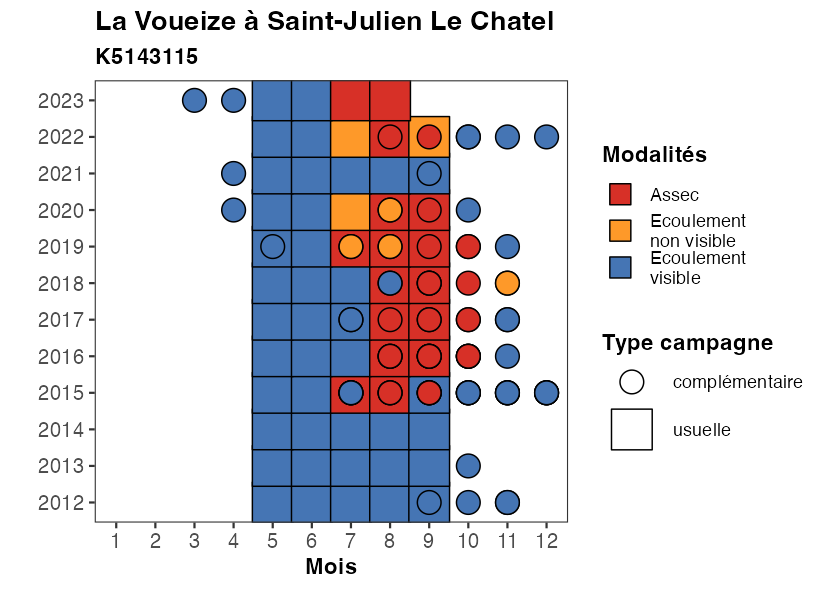 La Voueize à Saint-Julien Le Chatel
K5143115
2023
2022
2021
2020
2019
2018
2017
2016
2015
2014
2013
2012
1 2 3 4 5 6 7 8 9 10 11 12
Mois
Modalités
Assec
Ecoulement
non visible
Ecoulement
visible
Type campagne
complémentaire
usuelle